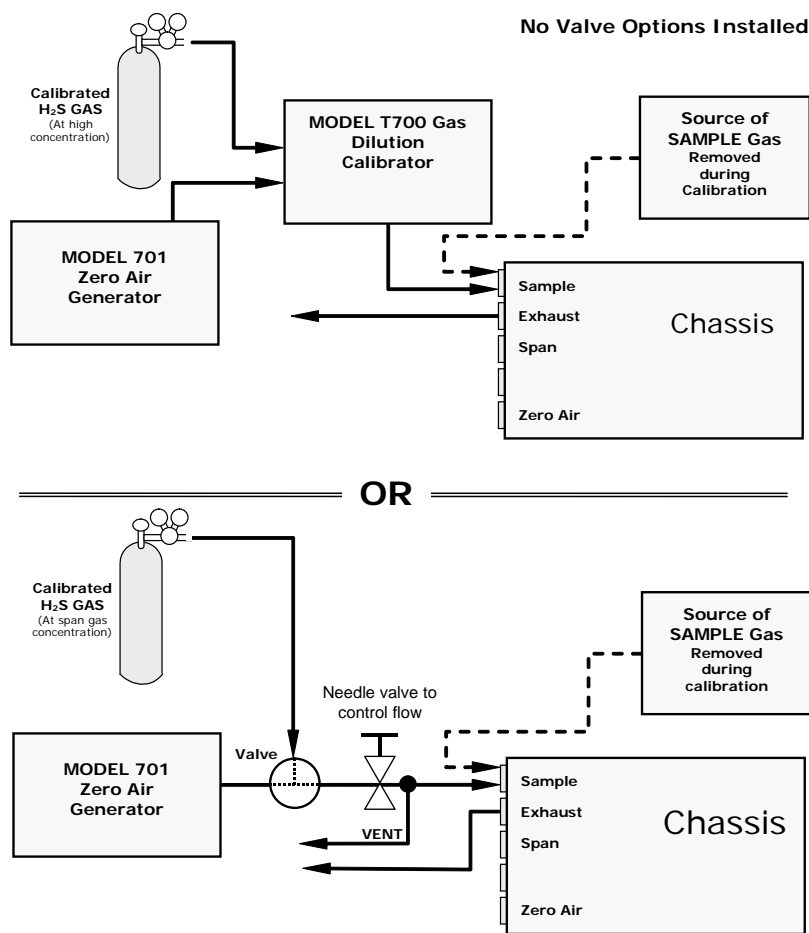 No Valve Options Installed
Calibrated
H₂S GAS
(At high
concentration)
MODEL T700 Gas
Dilution
Calibrator
Source of
SAMPLE Gas
Removed
during
Calibration
MODEL 701
Zero Air
Generator
Sample
Exhaust
Span
Zero Air
Chassis
OR
Calibrated
H₂S GAS
(At span gas
concentration)
Source of
SAMPLE Gas
Removed
during
calibration
Needle valve to
control flow
MODEL 701
Zero Air
Generator
Valve
VENT
Sample
Exhaust
Span
Zero Air
Chassis